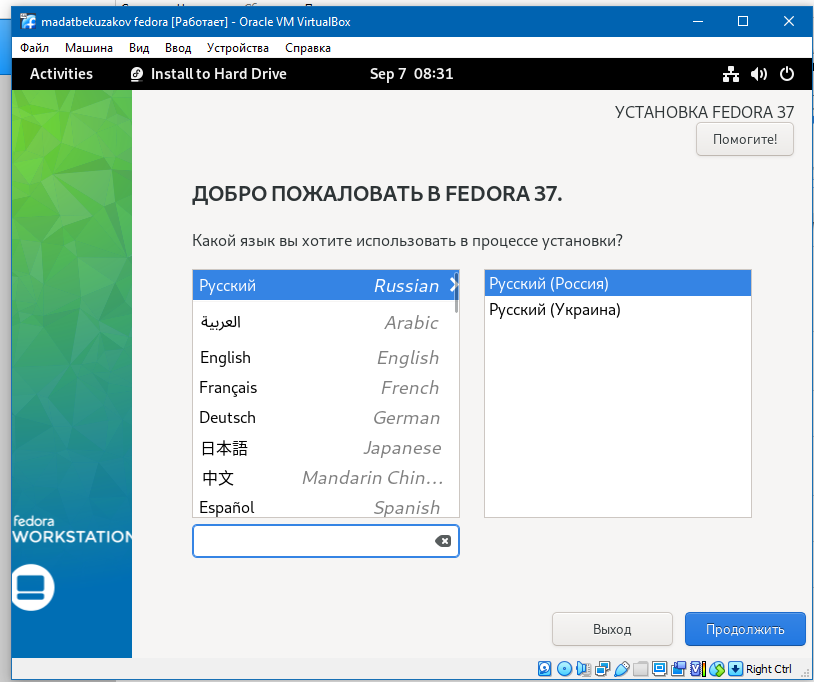 madatbekuzakov fedora [Работает] - Oracle VM VirtualBox
Файл Машина Вид Ввод Устройства Справка
Activities Install to Hard Drive Sep 7 08:31
УСТАНОВКА FEDORA 37
Помогите!
ДОБРО ПОЖАЛОВАТЬ В FEDORA 37.
Какой язык вы хотите использовать в процессе установки?
Русский Russian
العربية Arabic
English English
Français French
Deutsch German
日本語 Japanese
中文 Mandarin Chin...
Español Spanish
Русский (Россия)
Русский (Украина)
fedora
WORKSTATION
Выход Продолжить
Right Ctrl